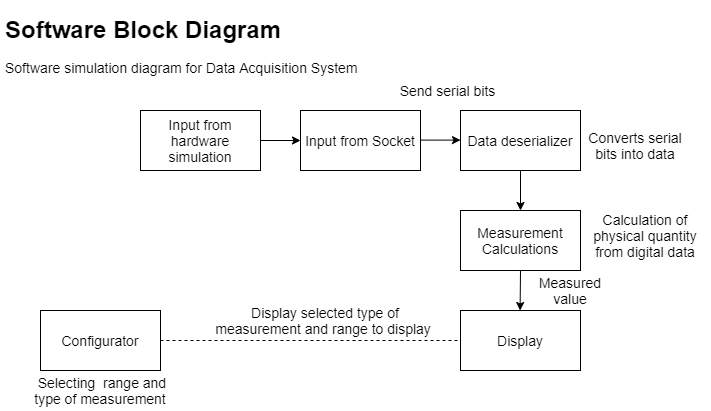 Software Block Diagram
Software simulation diagram for Data Acquisition System
Send serial bits
Input from
hardware
simulation
Input from Socket
Data deserializer
Converts serial
bits into data
Measurement
Calculations
Calculation of
physical quantity
from digital data
Measured
value
Display selected type of
measurement and range to display
Configurator
Display
Selecting range and
type of measurement